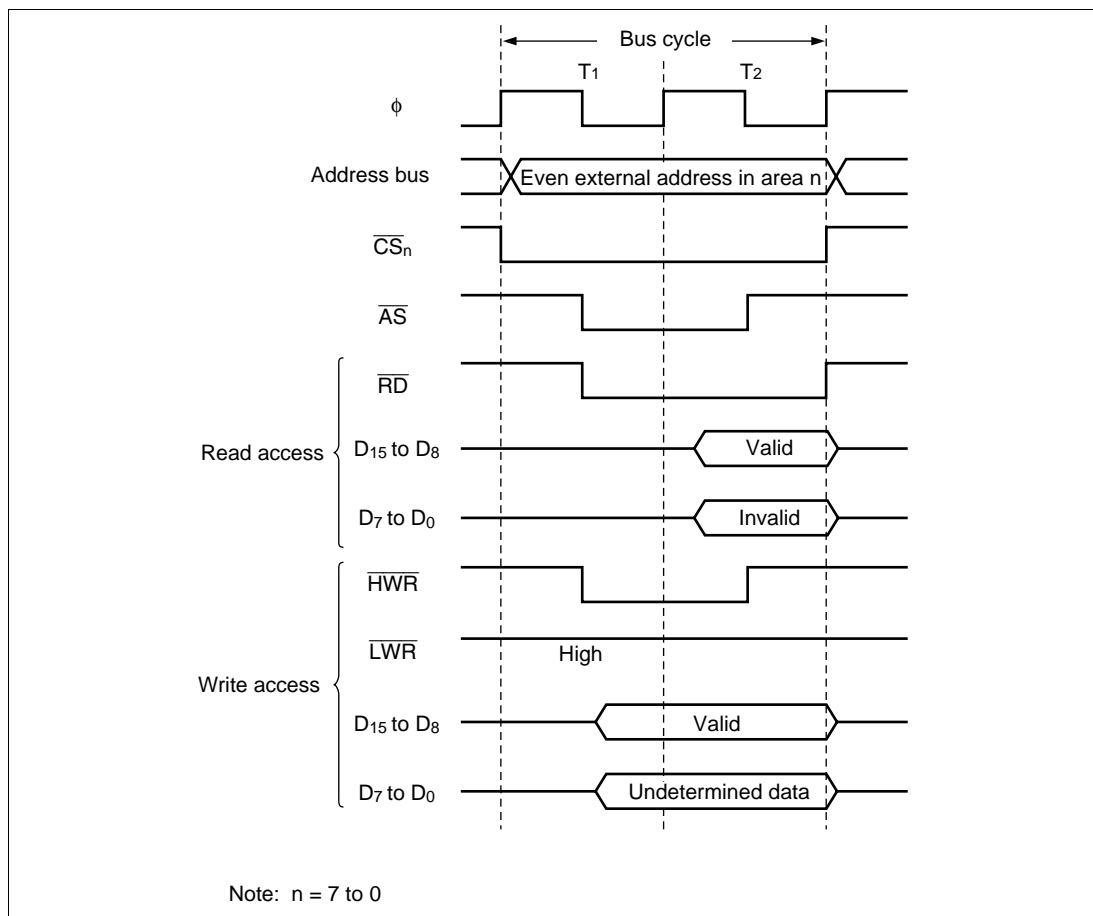 Bus cycle
T1 T2
φ
Address bus Even external address in area n
CSn
AS
RD
Read access D15 to D8 Valid
D7 to D0 Invalid
HWR
LWR High
Write access
D15 to D8 Valid
D7 to D0 Undetermined data
Note: n = 7 to 0